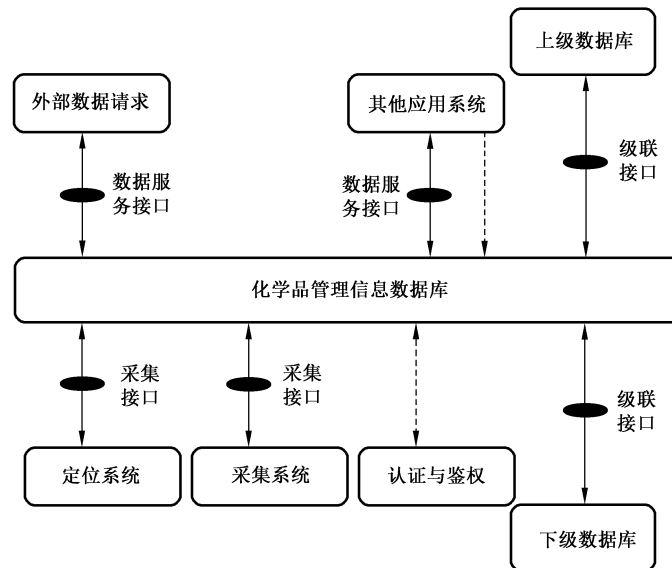 上级数据库
外部数据请求
其他应用系统
级联
接口
数据服
务接口
数据服
务接口
化学品管理信息数据库
采集
接口
采集
接口
级联
接口
定位系统
采集系统
认证与鉴权
下级数据库